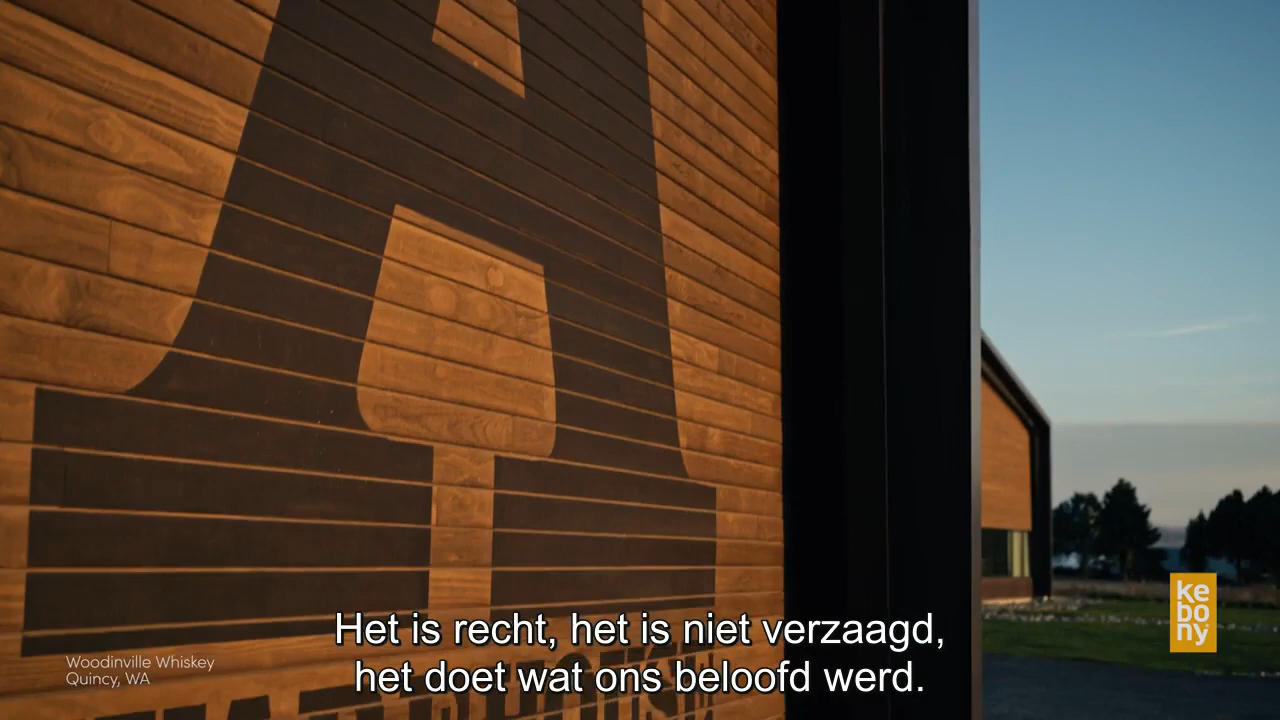 A
Het is recht, het is niet verzaagd,
het doet wat ons beloofd werd.
Woodinville Whiskey
Quincy, WA
ke
bo
ny